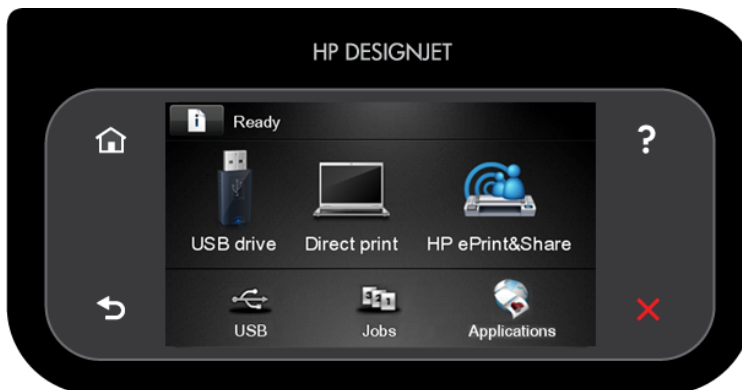 HP DESIGNJET
i Ready
?
USB drive Direct print HP ePrint&Share
USB Jobs Applications